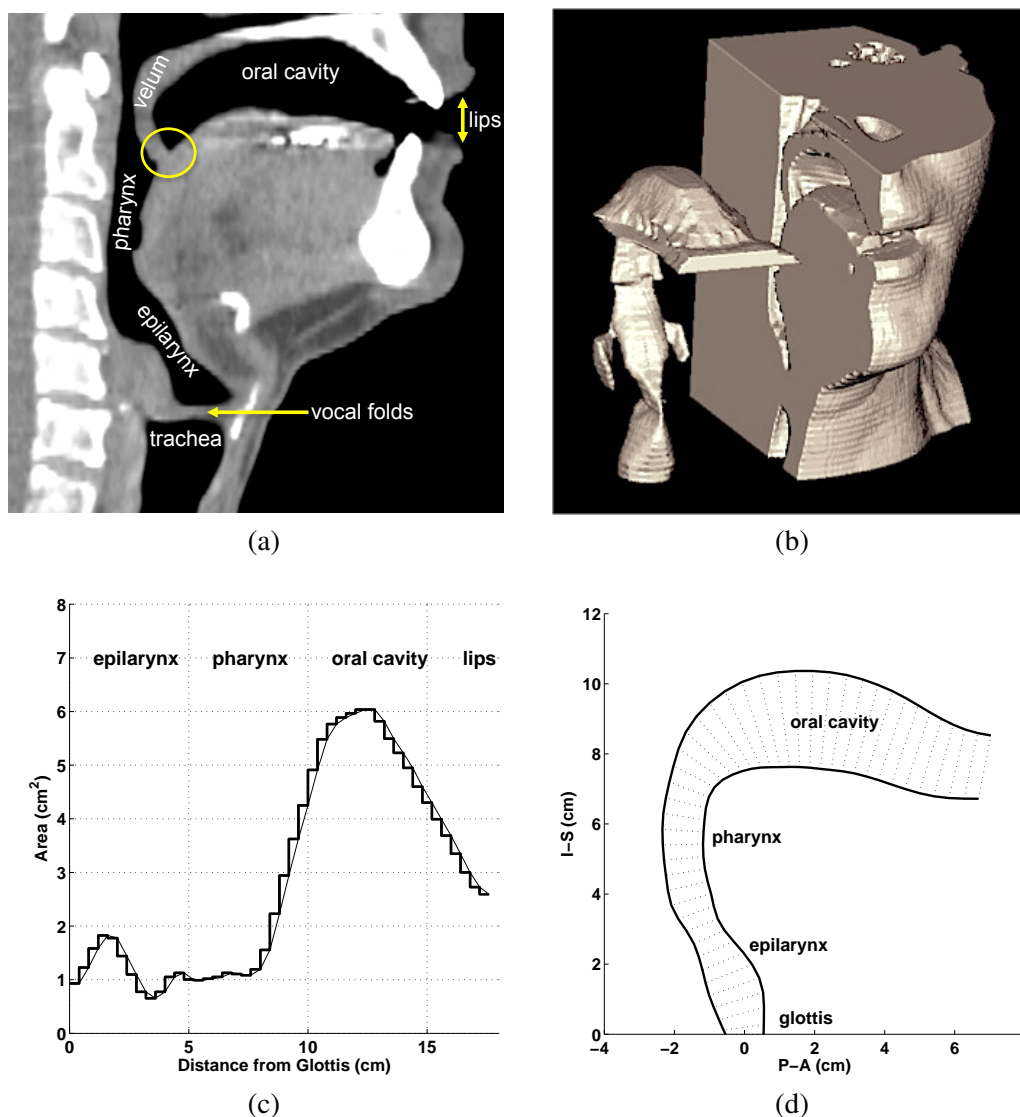 oral cavity
velum
lips
pharynx
epilarynx
vocal folds
trachea
(a)
(b)
8
7
6
5
4
3
2
1
0
Area (cm²)
epilarynx pharynx oral cavity lips
0 5 10 15
Distance from Glottis (cm)
(c)
12
10
8
6
4
2
0
I−S (cm)
oral cavity
pharynx
epilarynx
glottis
−4 −2 0 2 4 6
P−A (cm)
(d)